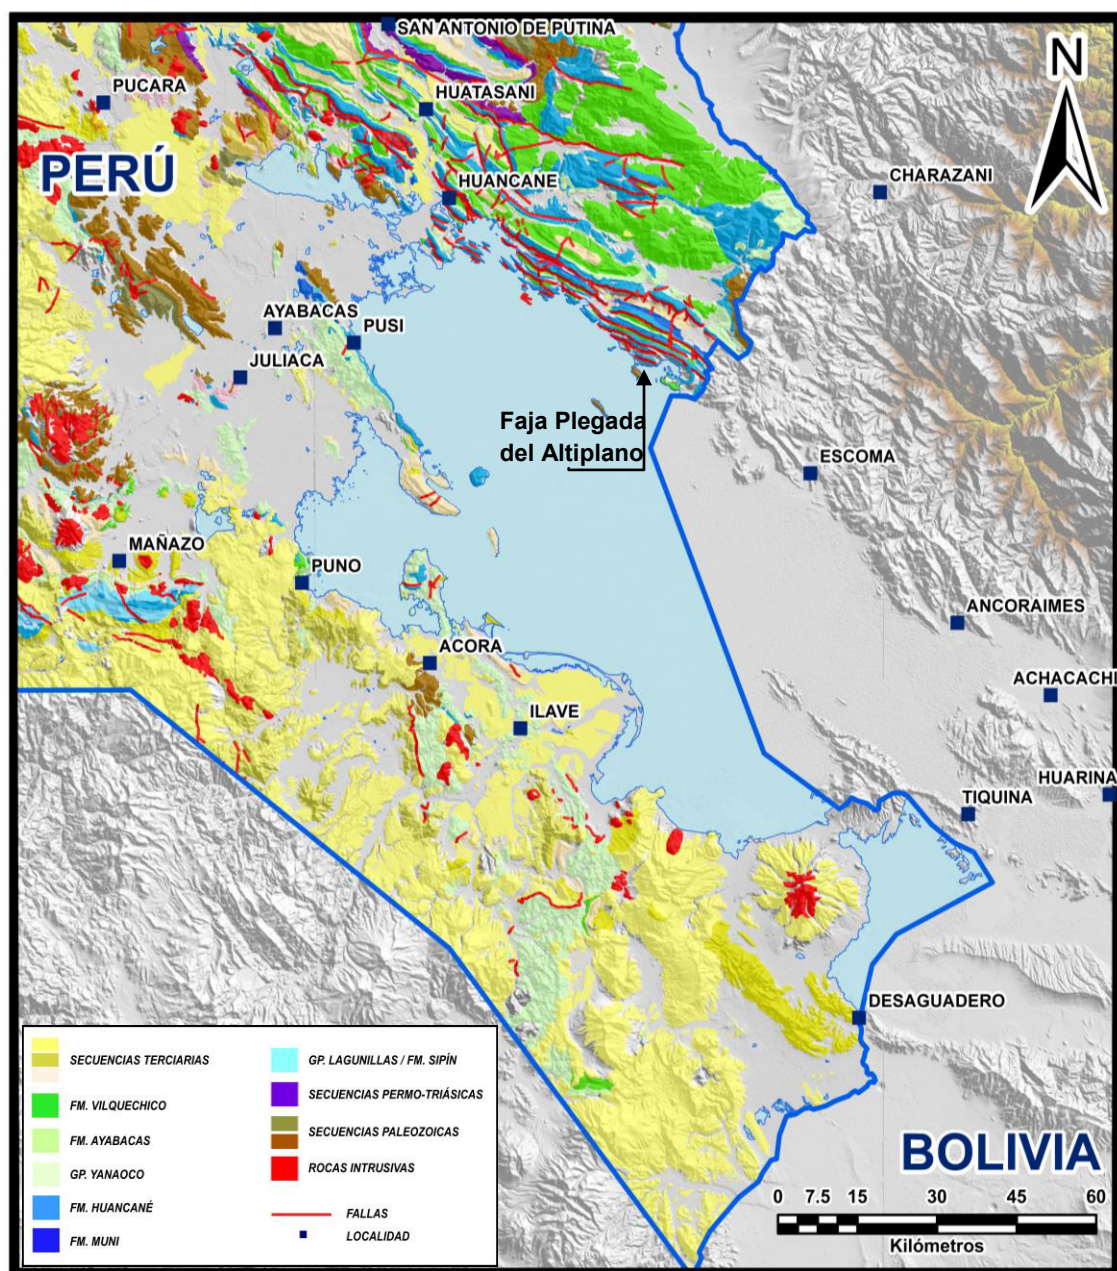 SAN ANTONIO DE PUTINA
N
PUCARA
HUATASANI
PERÚ
CHARAZANI
HUANCANE
AYABACAS
PUSI
JULIACA
Faja Plegada
del Altiplano
ESCOMA
MAÑAZO
PUNO
ANCORAIMES
ACORA
ACHACACHI
ILAVE
HUARINA
TIQUINA
DESAGUADERO
SECUENCIAS TERCIARIAS
FM. VILQUECHICO
FM. AYABACAS
GP. YANAOCO
FM. HUANCANÉ
FM. MUNI
GP. LAGUNILLAS / FM. SIPÍN
SECUENCIAS PERMO-TRIÁSICAS
SECUENCIAS PALEOZOICAS
ROCAS INTRUSIVAS
FALLAS
LOCALIDAD
BOLIVIA
0 7.5 15 30 45 60
Kilómetros